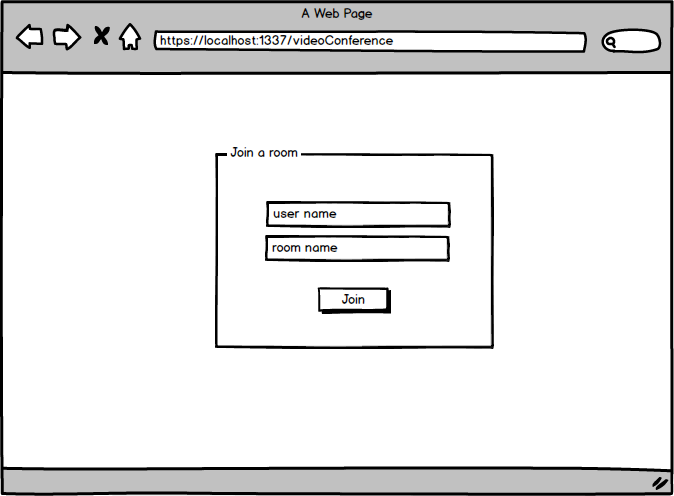 A Web Page
https://localhost:1337/videoConference
Join a room
user name
room name
Join